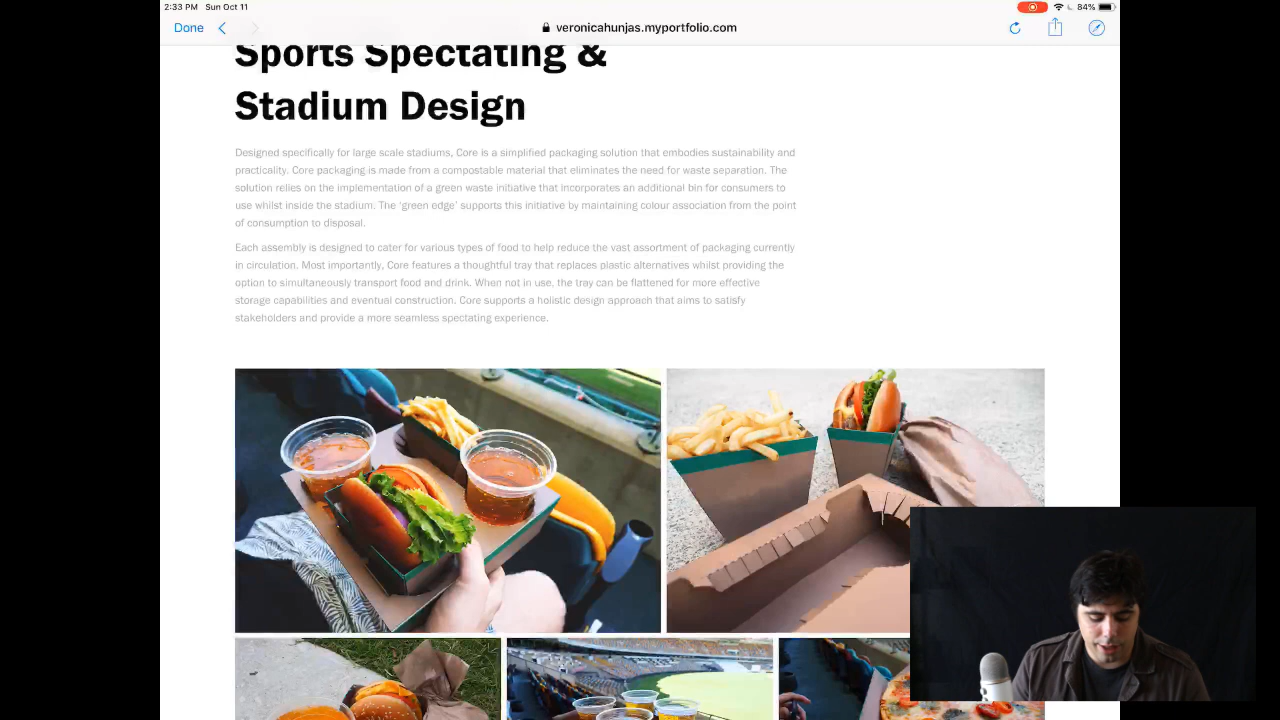 2:33 PM Sun Oct 11
84%
Done
veronicahunjas.myportfolio.com
Sports Spectating &
Stadium Design
Designed specifically for large scale stadiums, Core is a simplified packaging solution that embodies sustainability and
practicality. Core packaging is made from a compostable material that eliminates the need for waste separation. The
solution relies on the implementation of a green waste initiative that incorporates an additional bin for consumers to
use whilst inside the stadium. The 'green edge' supports this initiative by maintaining colour association from the point
of consumption to disposal.
Each assembly is designed to cater for various types of food to help reduce the vast assortment of packaging currently
in circulation. Most importantly, Core features a thoughtful tray that replaces plastic alternatives whilst providing the
option to simultaneously transport food and drink. When not in use, the tray can be flattened for more effective
storage capabilities and eventual construction. Core supports a holistic design approach that aims to satisfy
stakeholders and provide a more seamless spectating experience.